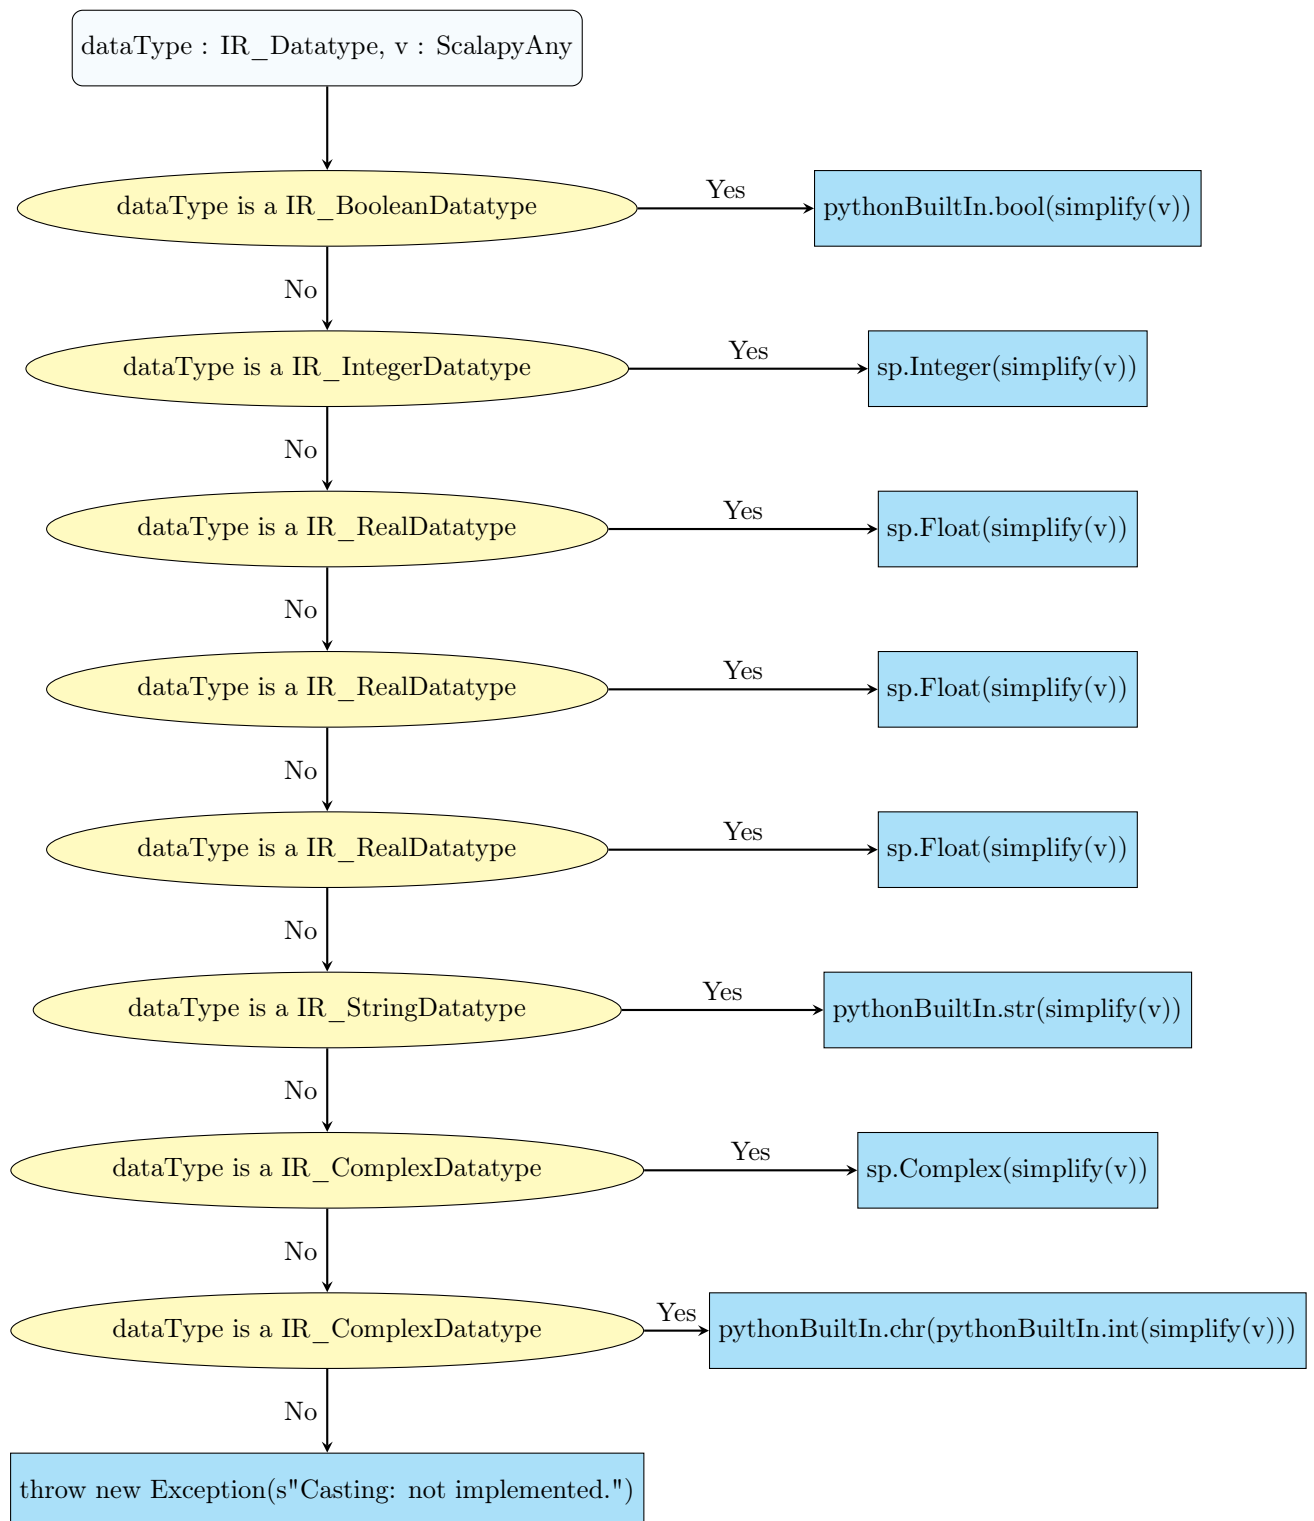 dataType : IR_Datatype, v : ScalapyAny
dataType is a IR_BooleanDatatype
Yes
pythonBuiltIn.bool(simplify(v))
No
dataType is a IR_IntegerDatatype
Yes
sp.Integer(simplify(v))
No
dataType is a IR_RealDatatype
Yes
sp.Float(simplify(v))
No
dataType is a IR_RealDatatype
Yes
sp.Float(simplify(v))
No
dataType is a IR_RealDatatype
Yes
sp.Float(simplify(v))
No
dataType is a IR_StringDatatype
Yes
pythonBuiltIn.str(simplify(v))
No
dataType is a IR_ComplexDatatype
Yes
sp.Complex(simplify(v))
No
dataType is a IR_ComplexDatatype
Yes
pythonBuiltIn.chr(pythonBuiltIn.int(simplify(v)))
No
throw new Exception(s"Casting: not implemented.")